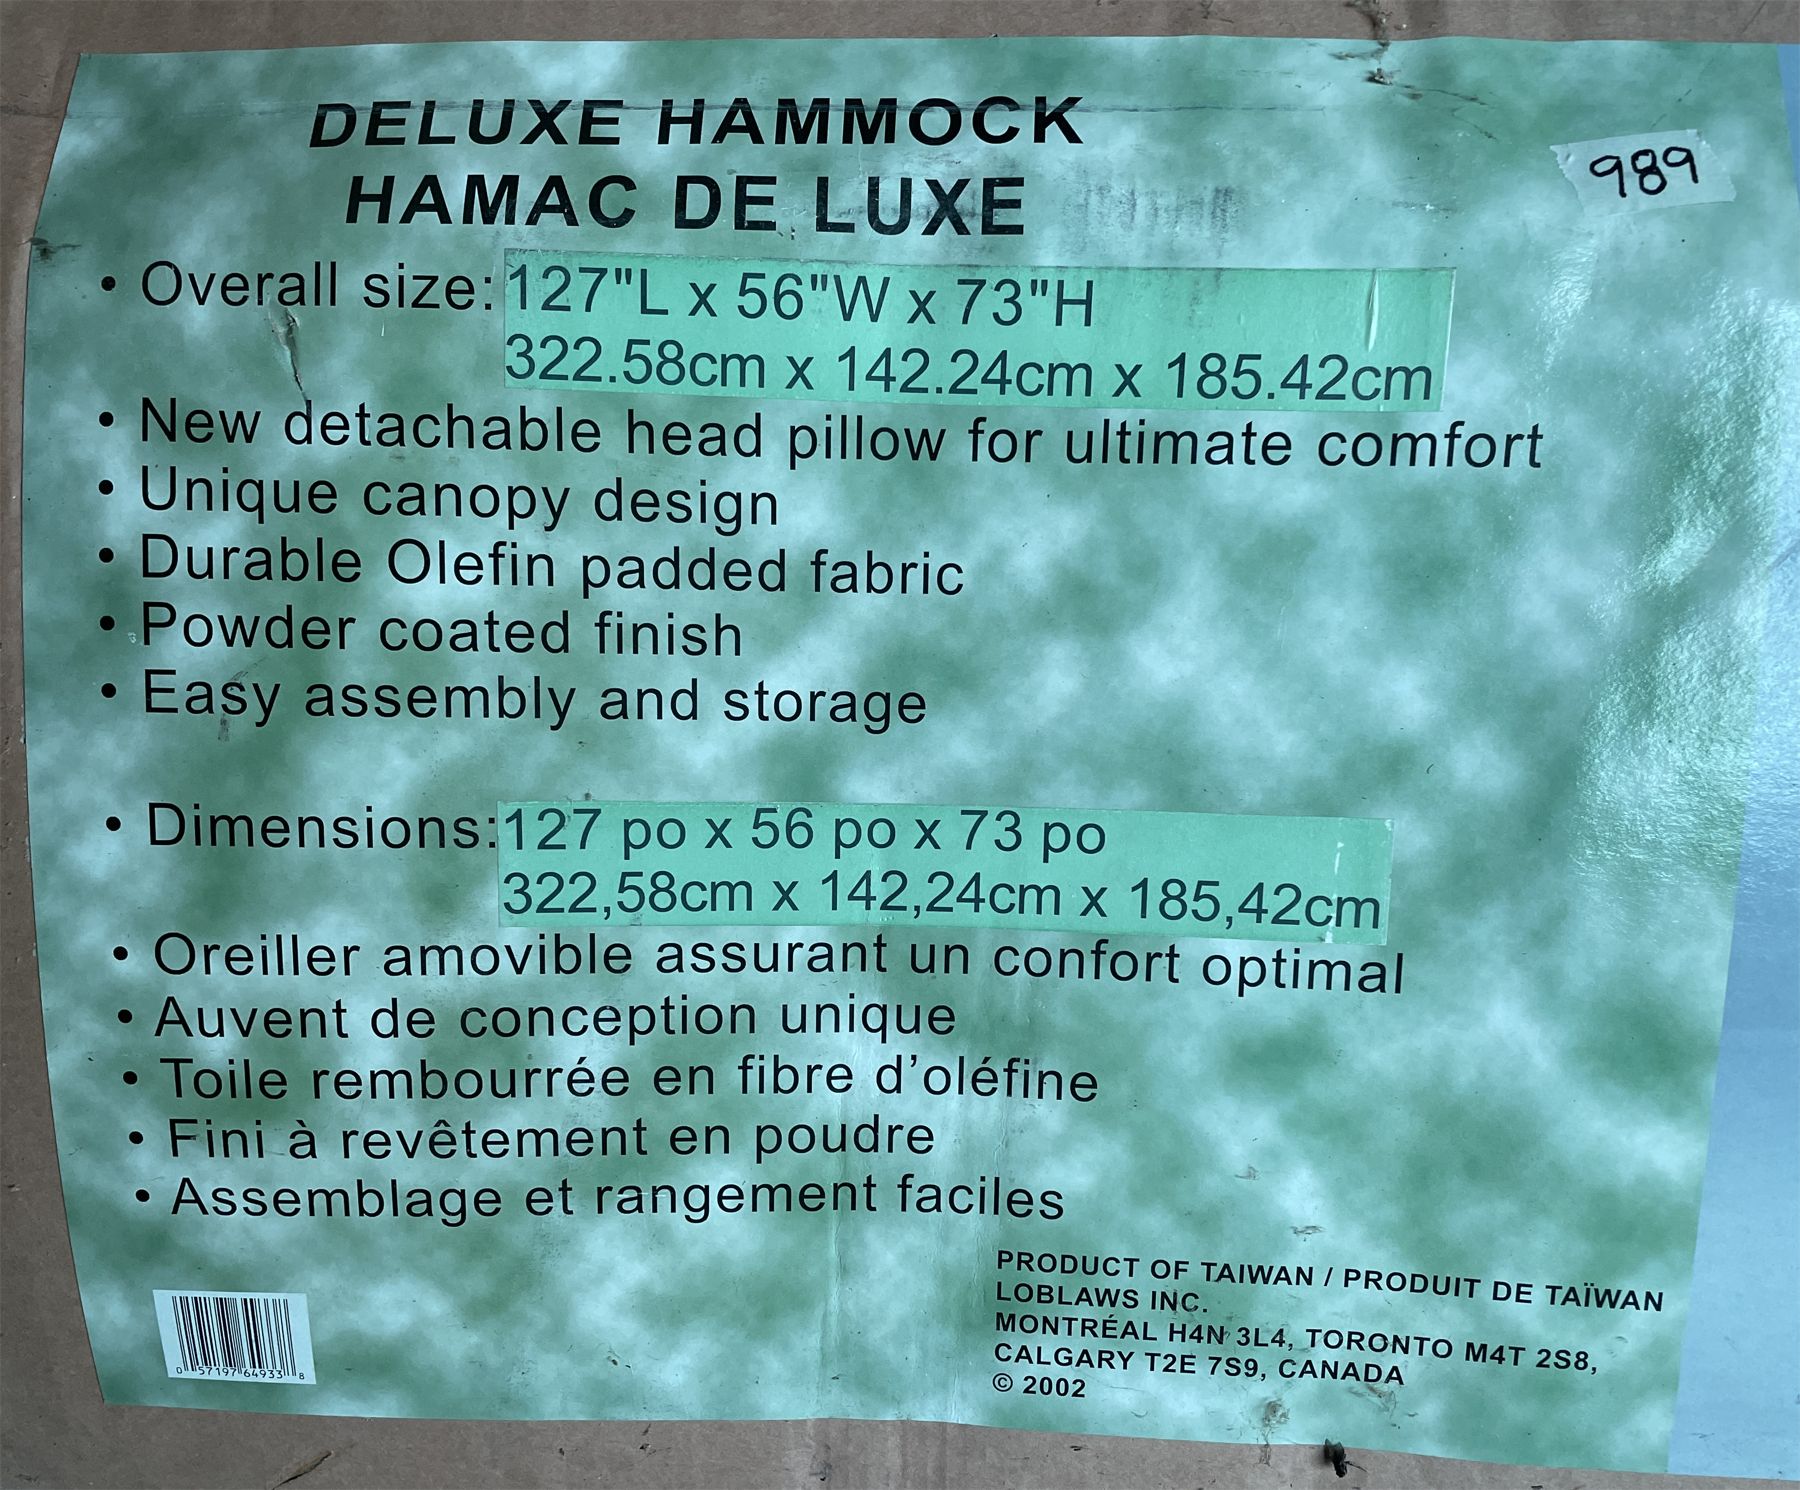 DELUXE HAMMOCK
HAMAC DE LUXE
989
• Overall size: 127"L x 56"W x 73"H
322.58cm x 142.24cm x 185.42cm
• New detachable head pillow for ultimate comfort
• Unique canopy design
• Durable Olefin padded fabric
• Powder coated finish
• Easy assembly and storage
• Dimensions: 127 po x 56 po x 73 po
322,58cm x 142,24cm x 185,42cm
• Oreiller amovible assurant un confort optimal
• Auvent de conception unique
• Toile rembourrée en fibre d'oléfine
• Fini à revêtement en poudre
• Assemblage et rangement faciles
PRODUCT OF TAIWAN / PRODUIT DE TAÏWAN
LOBLAWS INC.
MONTRÉAL H4N 3L4, TORONTO M4T 2S8,
CALGARY T2E 7S9, CANADA
© 2002
0 57197 64933 8